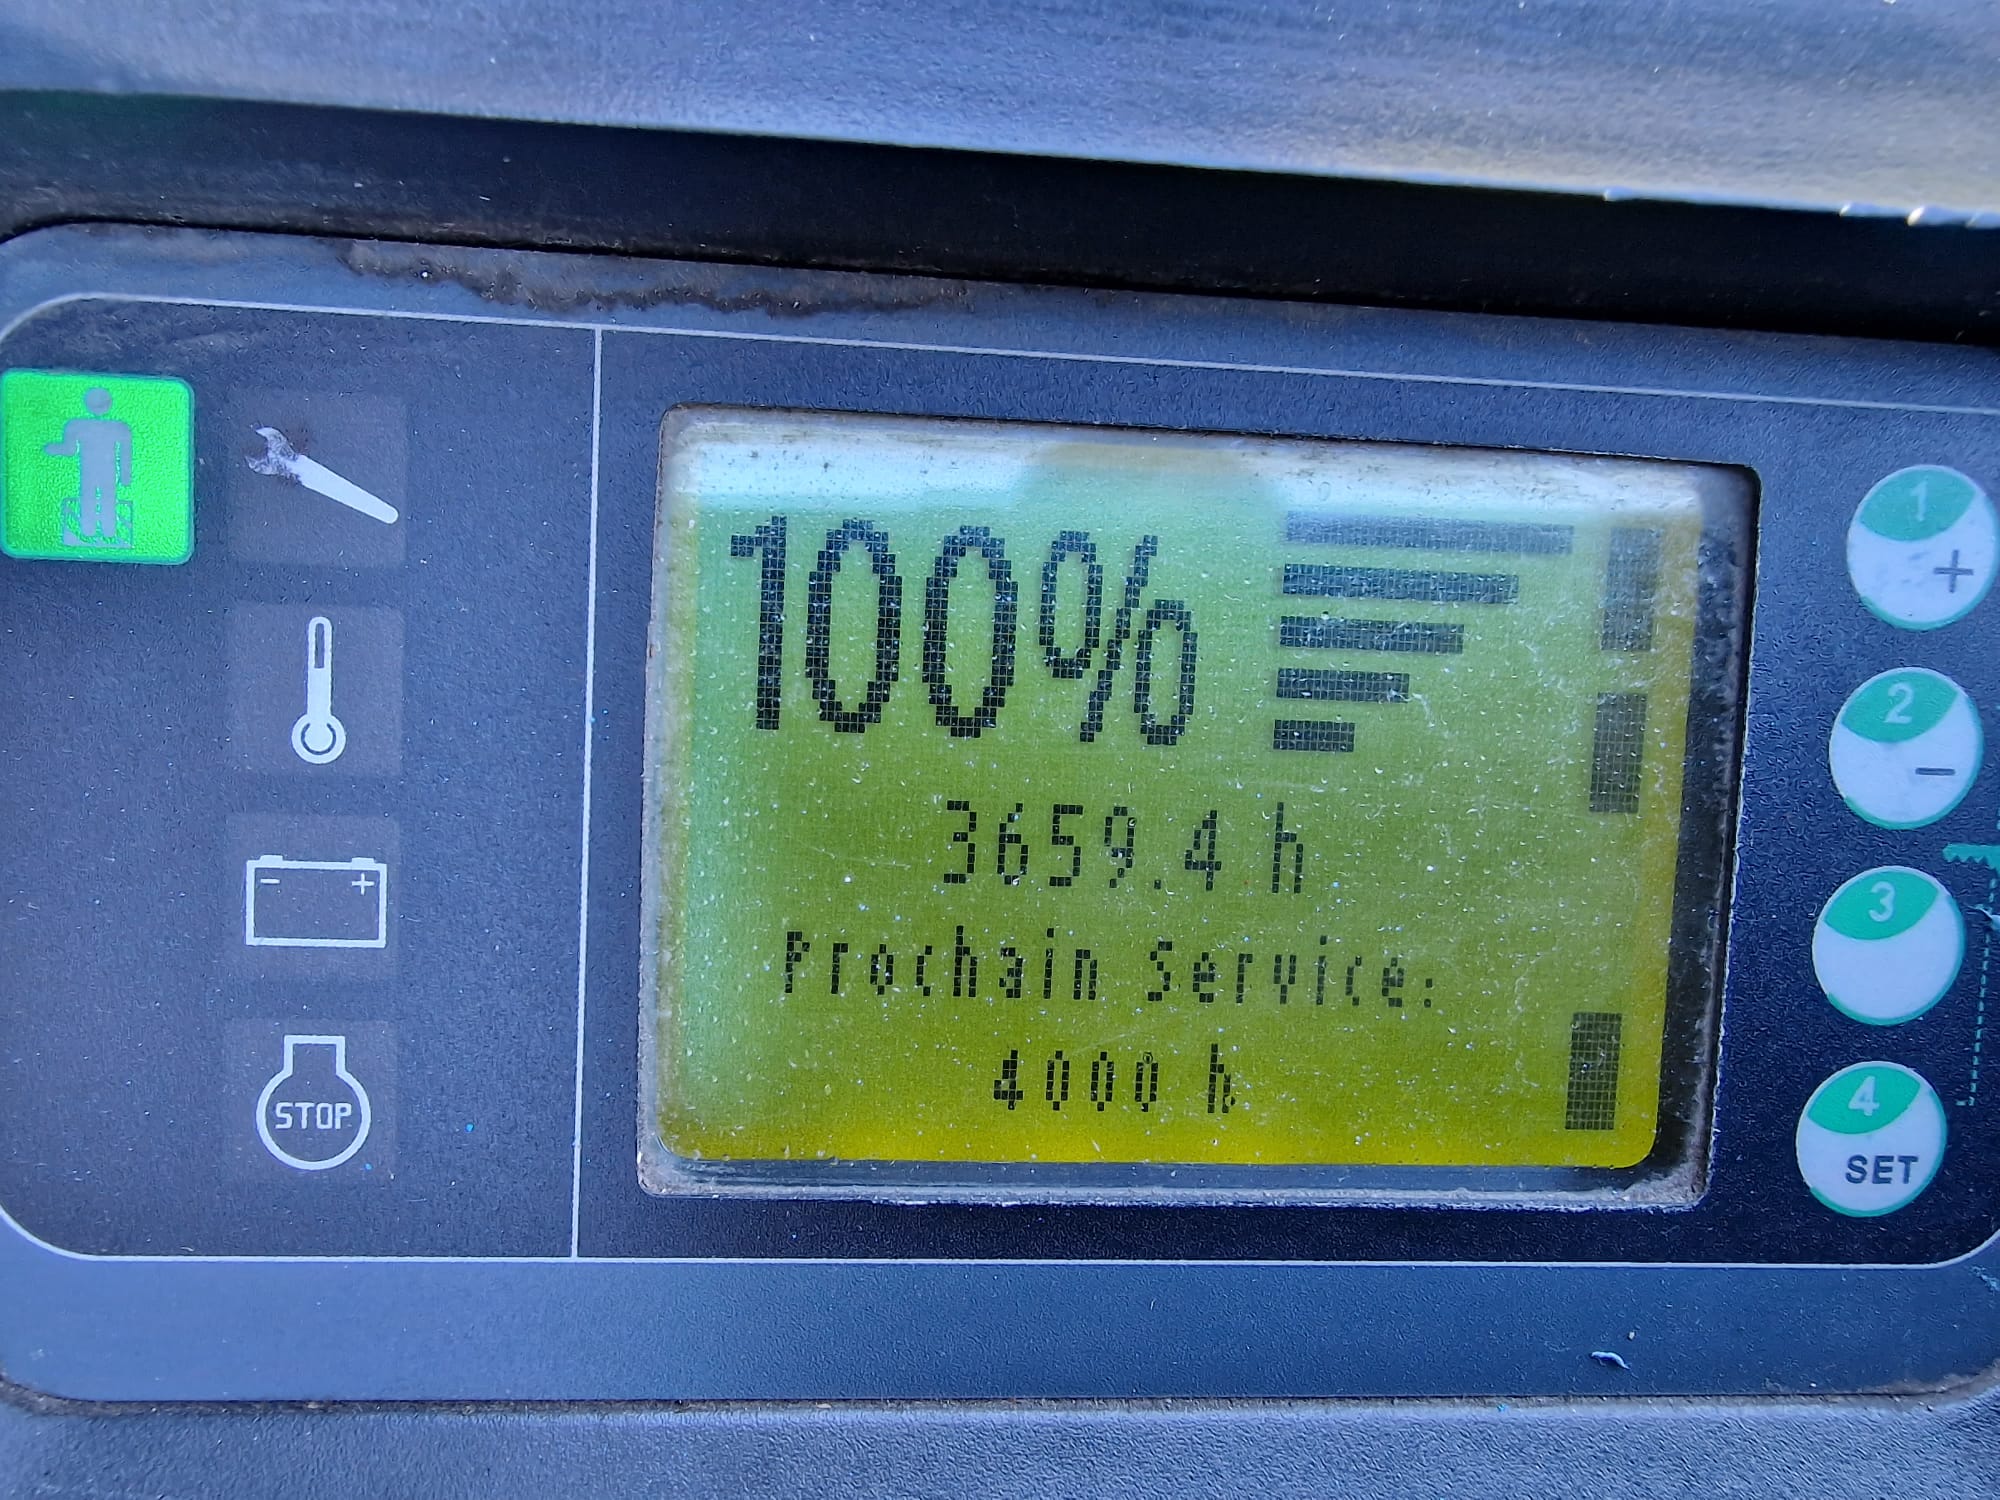 100%
3659.4 h
Prochain Service:
4000 h
STOP
1
+
2
-
3
4
SET
- +